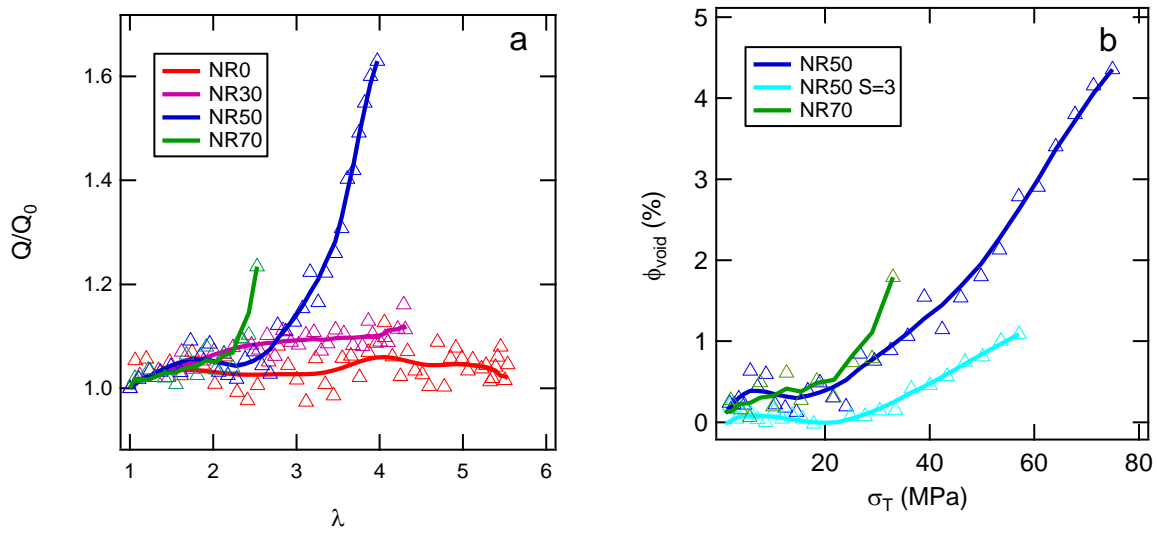 a
NR0
NR30
NR50
NR70
1.6
1.4
1.2
1.0
Q/Q0
1 2 3 4 5 6
λ
b
NR50
NR50 S=3
NR70
5
4
3
2
1
0
ϕvoid (%)
20 40 60 80
σT (MPa)